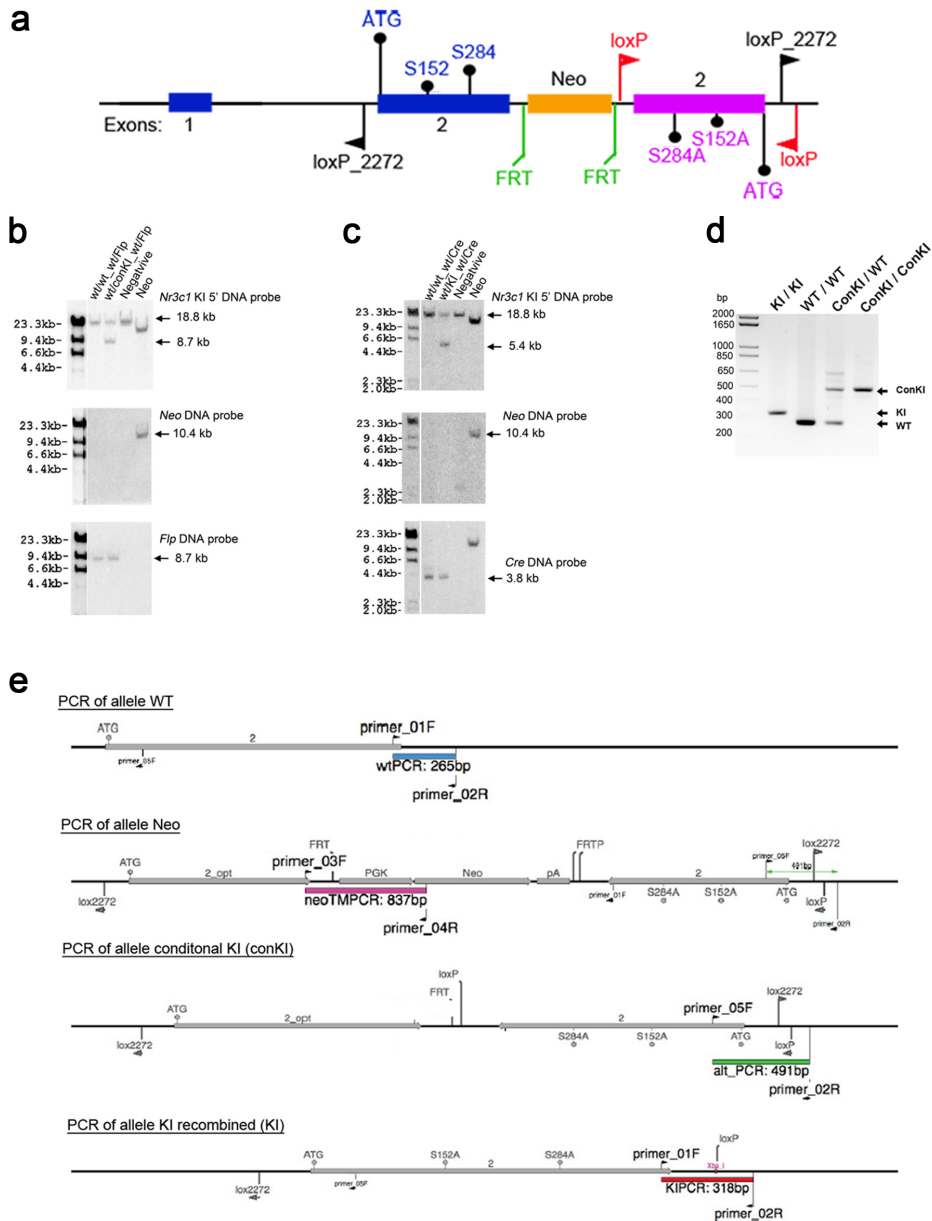 a
ATG
S152
S284
Neo
loxP
loxP_2272
2
Exons:
1
2
loxP_2272
FRT
FRT
S284A
S152A
ATG
loxP
b
wt/wt_wt/Flp
wt/conKI_wt/Flp
Negatvive
Neo
Nr3c1 KI 5' DNA probe
23.3kb-
9.4kb-
6.6kb-
4.4kb-
18.8 kb
8.7 kb
Neo DNA probe
23.3kb-
9.4kb-
6.6kb-
4.4kb-
10.4 kb
Flp DNA probe
23.3kb-
9.4kb-
6.6kb-
4.4kb-
8.7 kb
c
wt/wt_wt/Cre
wt/KI_wt/Cre
Negative
Neo
Nr3c1 KI 5' DNA probe
23.3kb-
9.4kb-
6.6kb-
2.3kb-
2.0kb-
18.8 kb
5.4 kb
Neo DNA probe
23.3kb-
9.4kb-
6.6kb-
4.4kb-
2.3kb-
2.0kb-
10.4 kb
Cre DNA probe
23.3kb-
9.4kb-
6.6kb-
4.4kb-
2.3kb-
2.0kb-
3.8 kb
d
KI / KI
WT / WT
ConKI / WT
ConKI / ConKI
bp
2000
1650
1000
850
650
500
400
300
200
ConKI
KI
WT
e
PCR of allele WT
ATG
2
primer_01F
primer_05F
wtPCR: 265bp
primer_02R
PCR of allele Neo
ATG
2_opt
primer_03F
FRT
PGK
Neo
pA
FRTP
2
primer_05F
491bp
lox2272
lox2272
neoTMPCR: 837bp
primer_04R
primer_01F
S284A
S152A
ATG
loxP
primer_02R
PCR of allele conditonal KI (conKI)
ATG
2_opt
FRT
loxP
2
primer_05F
lox2272
lox2272
S284A
S152A
ATG
loxP
alt_PCR: 491bp
primer_02R
PCR of allele KI recombined (KI)
ATG
S152A
2
S284A
primer_01F
loxP
Xba_I
lox2272
primer_05F
KIPCR: 318bp
primer_02R